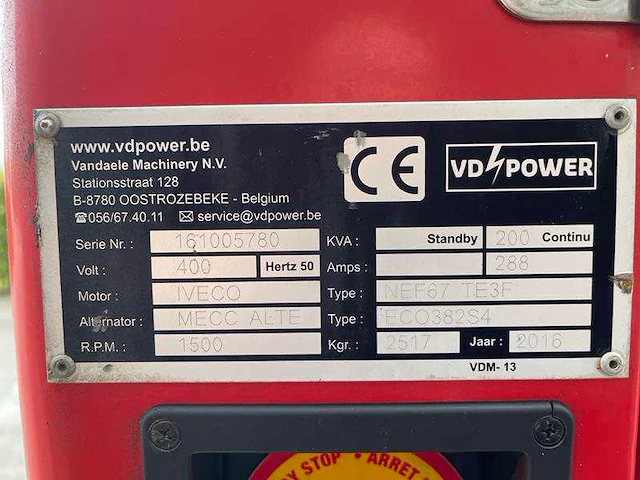 www.vdpower.be
Vandaele Machinery N.V.
Stationsstraat 128
B-8780 OOSTROZEBEKE - Belgium
☎056/67.40.11 ✉ service@vdpower.be
CE
VD POWER
Serie Nr.: 161005780 KVA: Standby 200 Continu
Volt: 400 Hertz 50 Amps: 288
Motor: IVECO Type: NEF67 TE3F
Alternator: MECC ALTE Type: ECO382S4
R.P.M.: 1500 Kgr.: 2517 Jaar: 2016
VDM- 13
STOP • ARRET